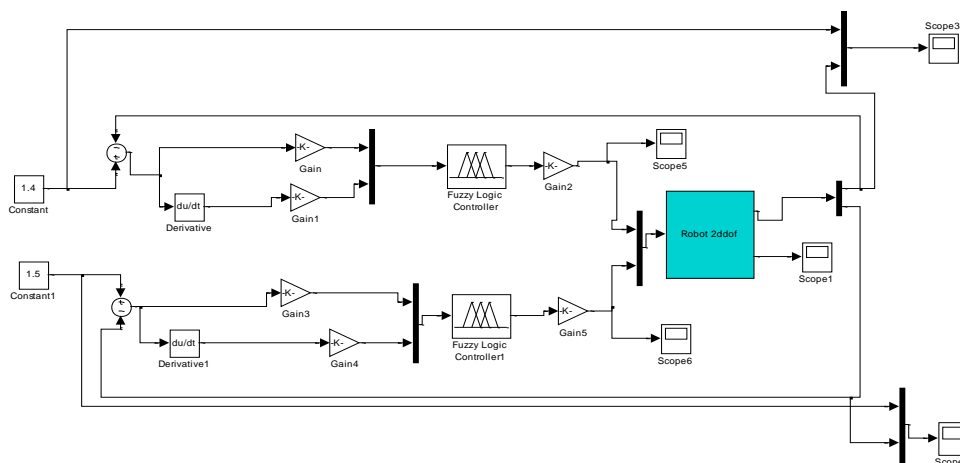 Scope3
1.4
Constant
-K-
Gain
du/dt
Derivative
-K-
Gain1
Fuzzy Logic
Controller
-K-
Gain2
Scope5
Robot 2ddof
Scope1
1.5
Constant1
-K-
Gain3
du/dt
Derivative1
-K-
Gain4
Fuzzy Logic
Controller1
-K-
Gain5
Scope6
Scope